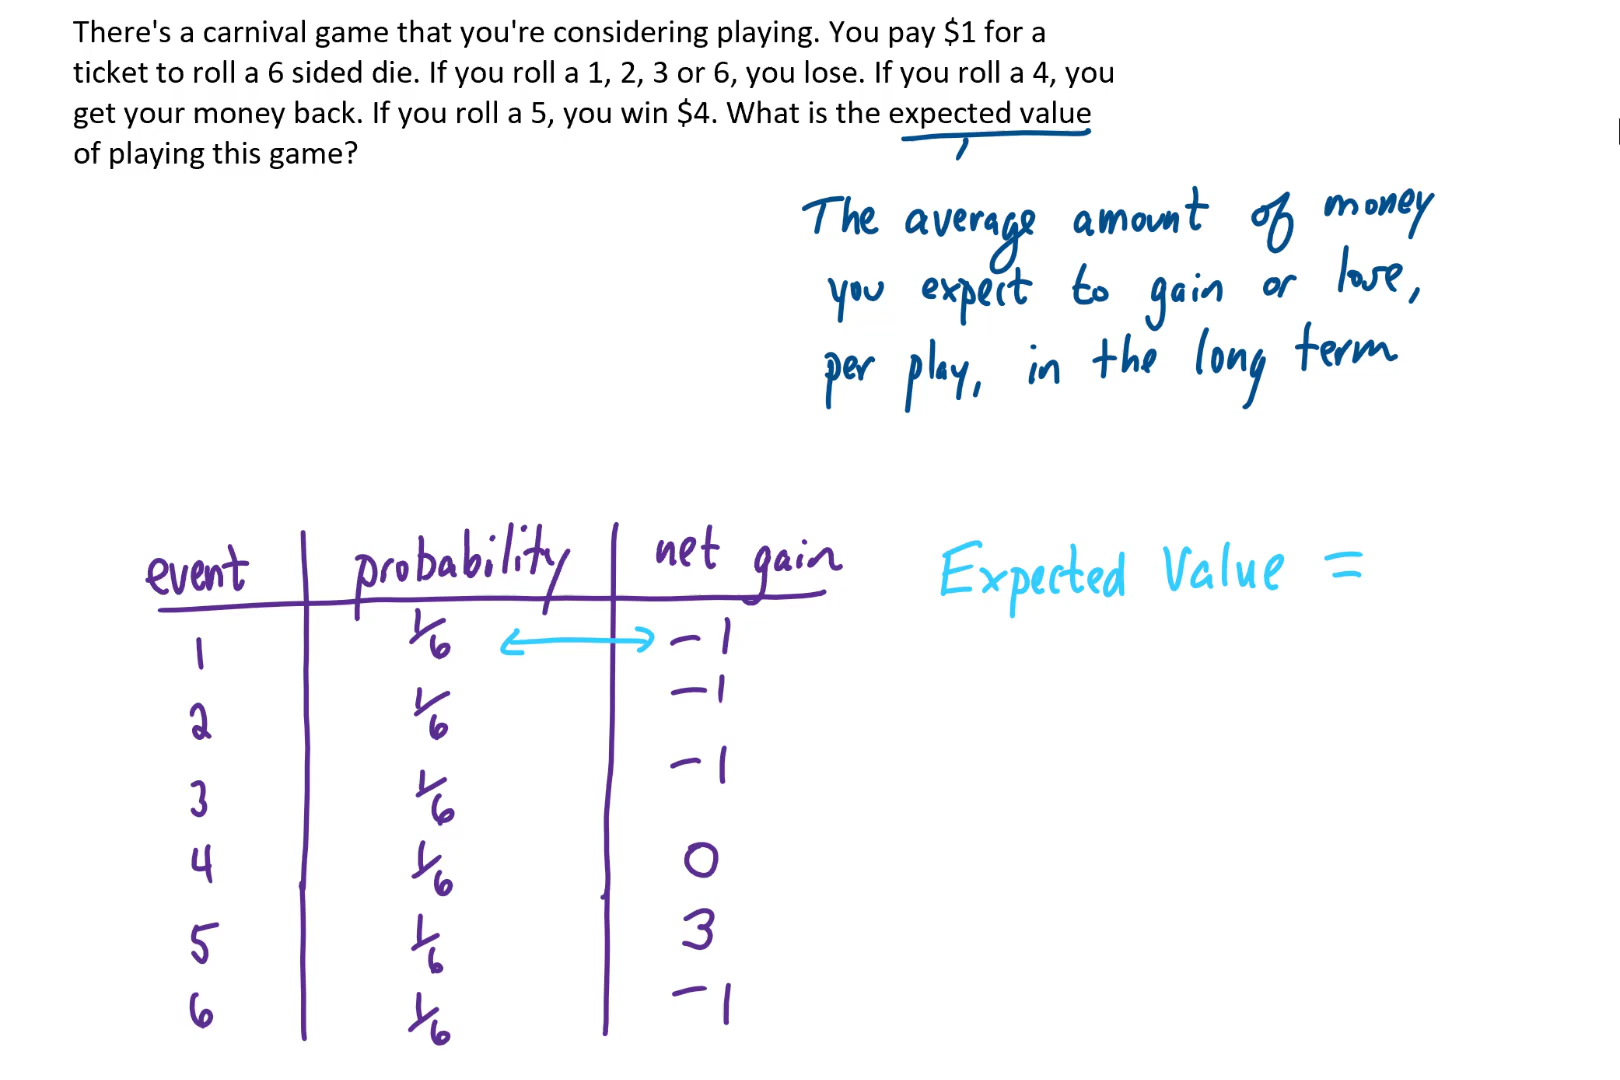 There's a carnival game that you're considering playing. You pay $1 for a
ticket to roll a 6 sided die. If you roll a 1, 2, 3 or 6, you lose. If you roll a 4, you
get your money back. If you roll a 5, you win $4. What is the expected value
of playing this game?
The average amount of money
you expect to gain or lose,
per play, in the long term
event probability net gain
Expected Value =
1 1/6 -1
2 1/6 -1
3 1/6 -1
4 1/6 0
5 1/6 3
6 1/6 -1